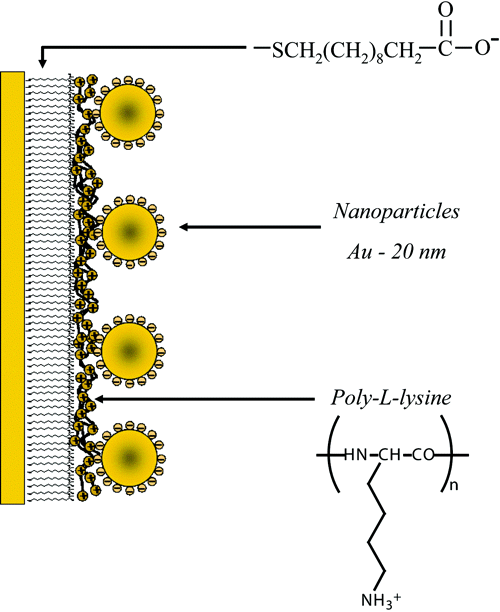 O
-SCH₂(CH₂)₈CH₂-C-O⁻
Nanoparticles
Au - 20 nm
Poly-L-lysine
HN-CH-CO
n
NH₃⁺